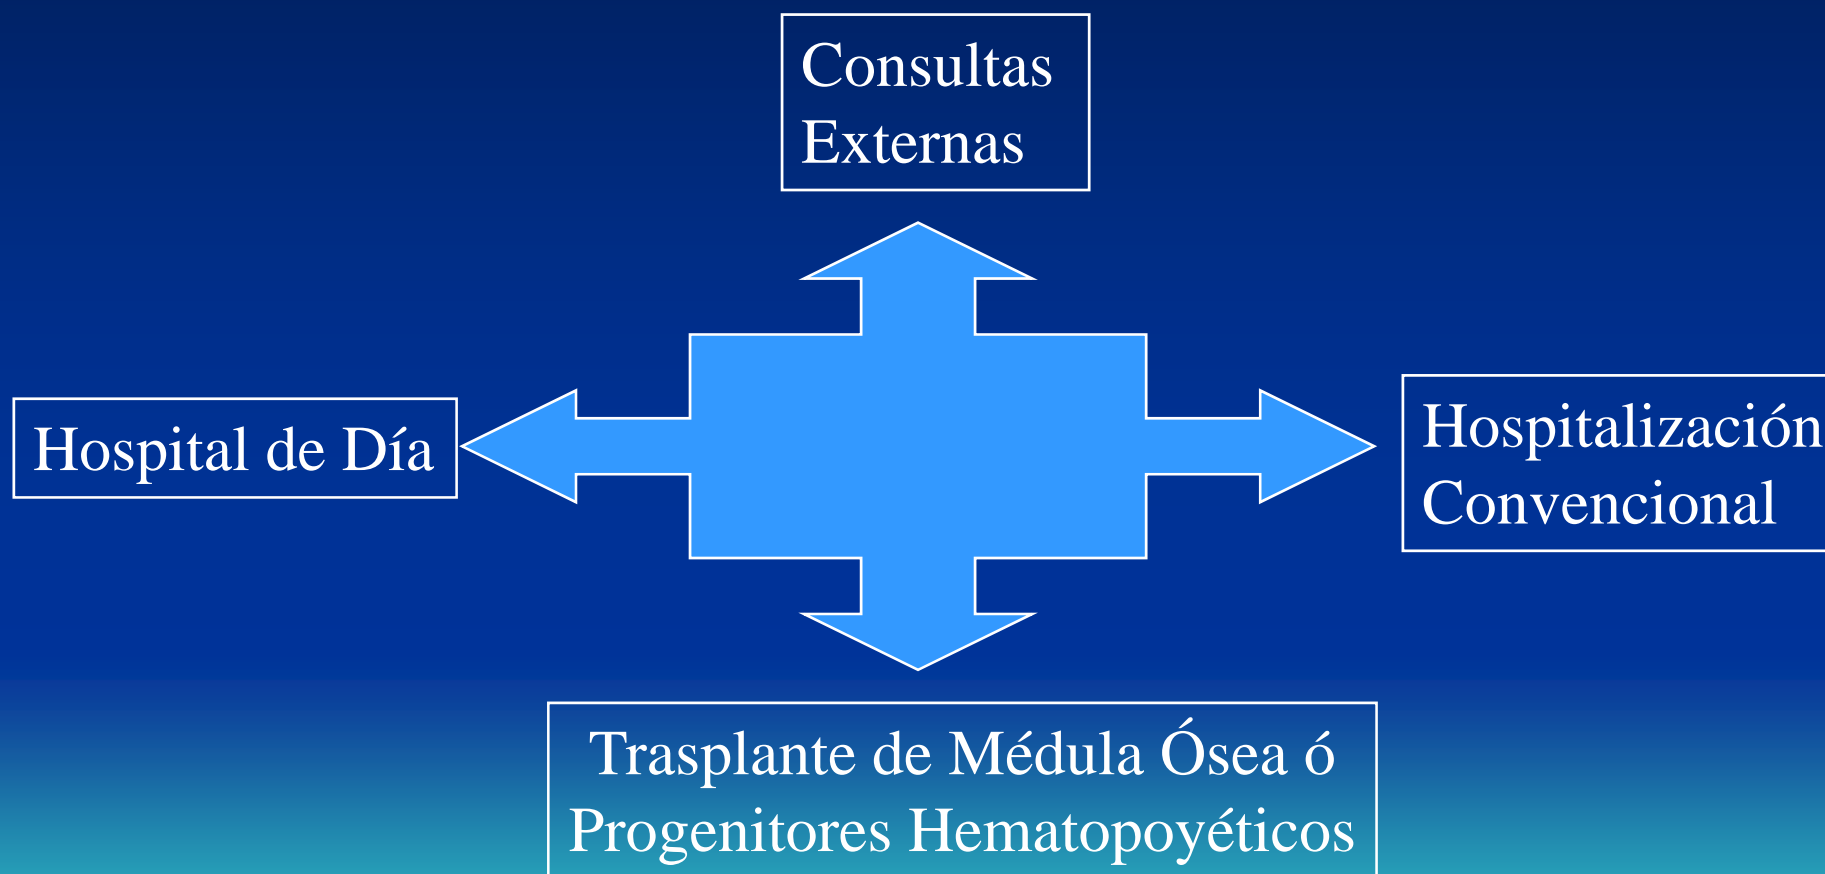 Consultas
Externas
Hospital de Día
Hospitalización
Convencional
Trasplante de Médula Ósea ó
Progenitores Hematopoyéticos